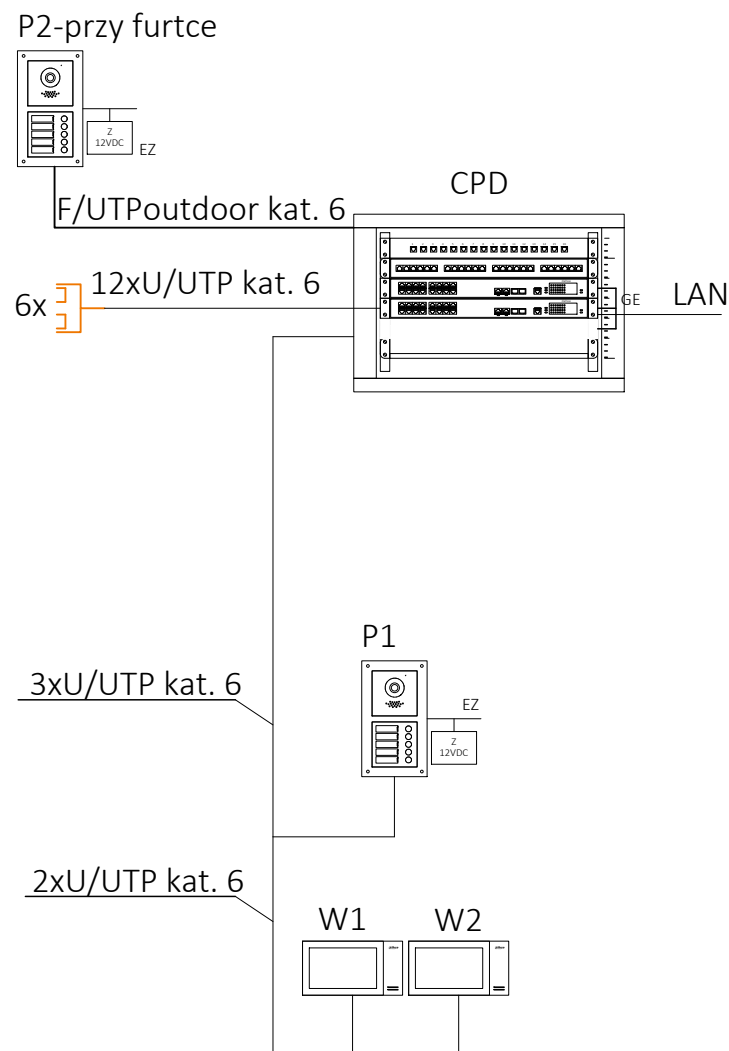 P2-przy furtce
Z
12VDC
EZ
CPD
F/UTPoutdoor kat. 6
12xU/UTP kat. 6
6x
GE
LAN
P1
3xU/UTP kat. 6
EZ
Z
12VDC
2xU/UTP kat. 6
W1
W2